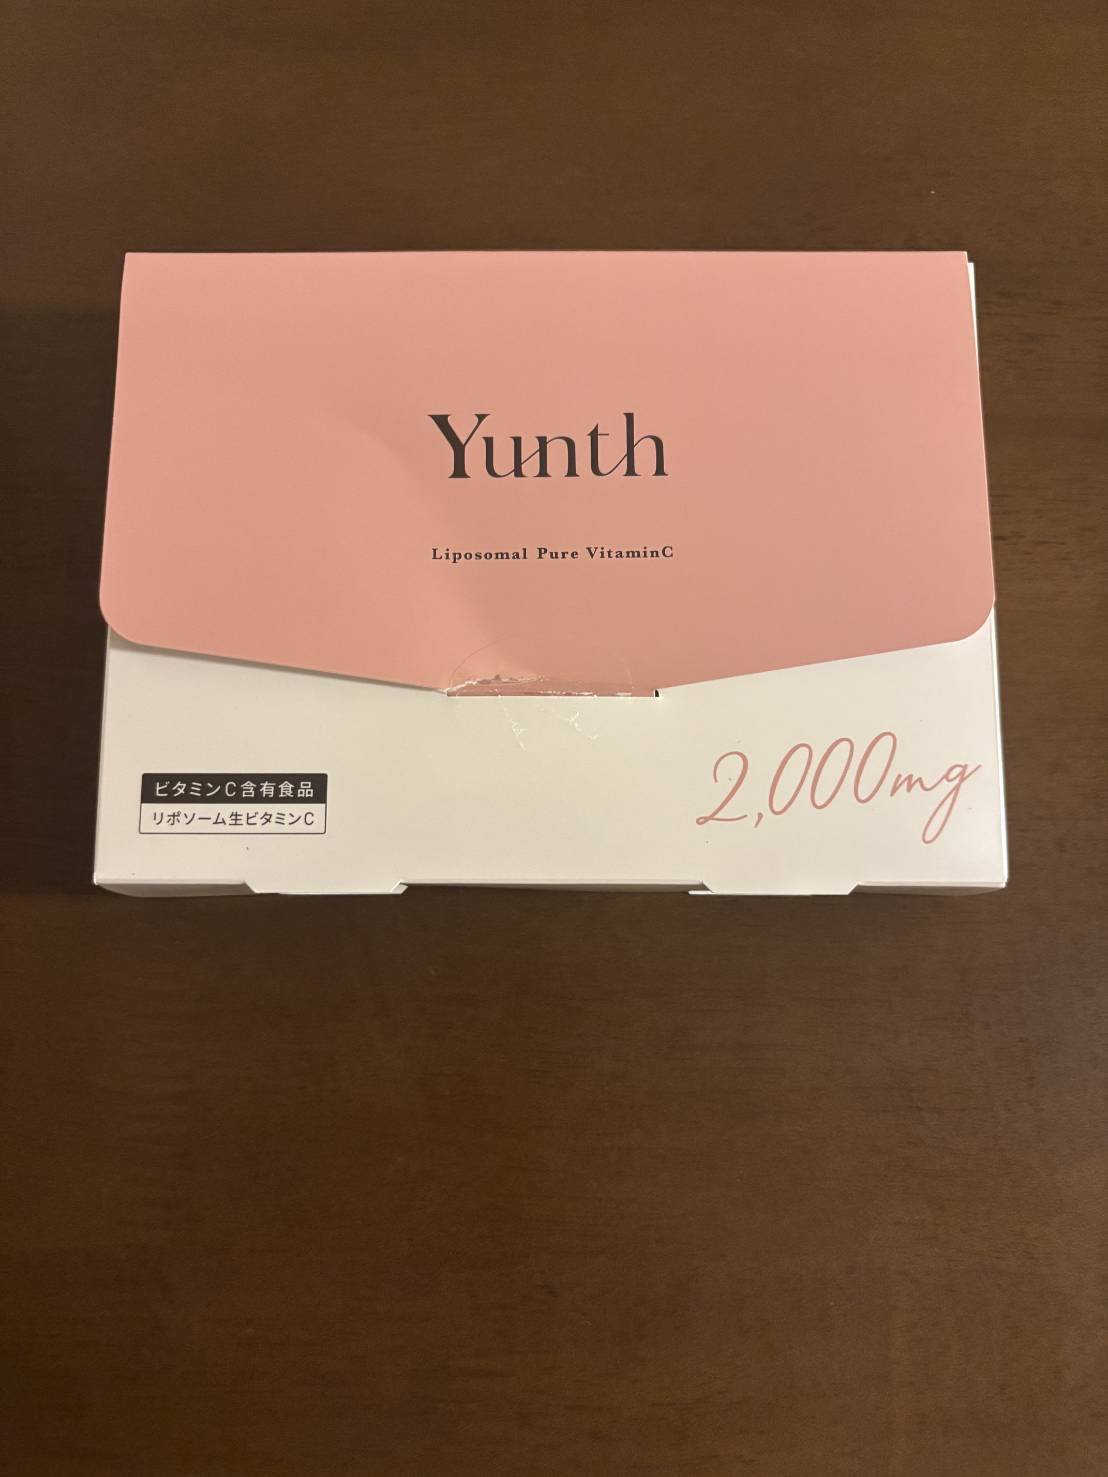 Yunth
Liposomal Pure VitaminC
ビタミンC含有食品
リポソーム生ビタミンC
2,000mg